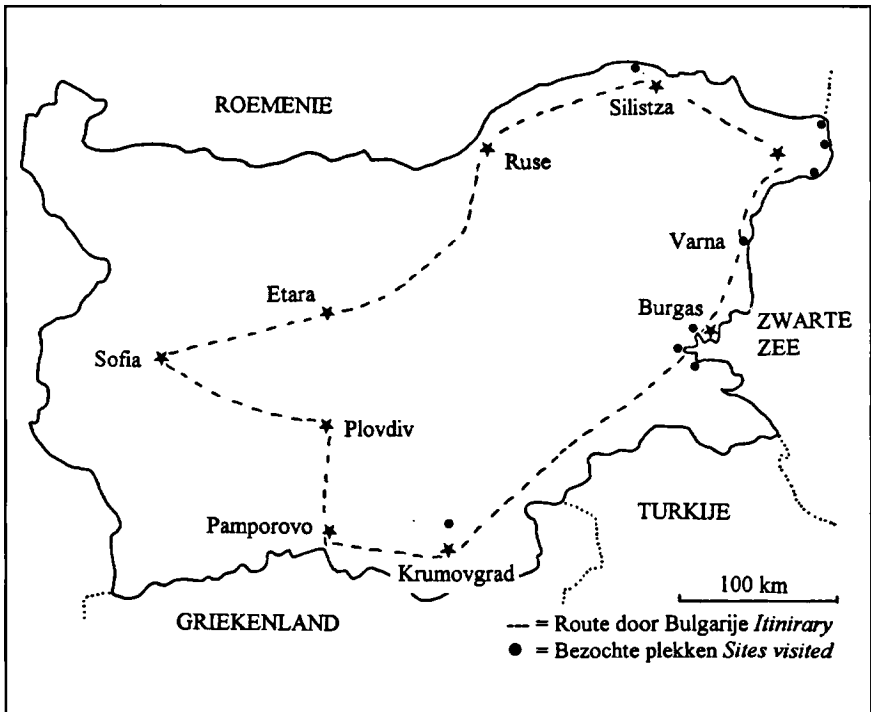 ROEMENIE
Silistza
Ruse
Varna
Etara
Burgas
ZWARTE
ZEE
Sofia
Plovdiv
TURKIJE
Pamporovo
Krumovgrad
100 km
GRIEKENLAND
--- = Route door Bulgarije Itinirary
● = Bezochte plekken Sites visited